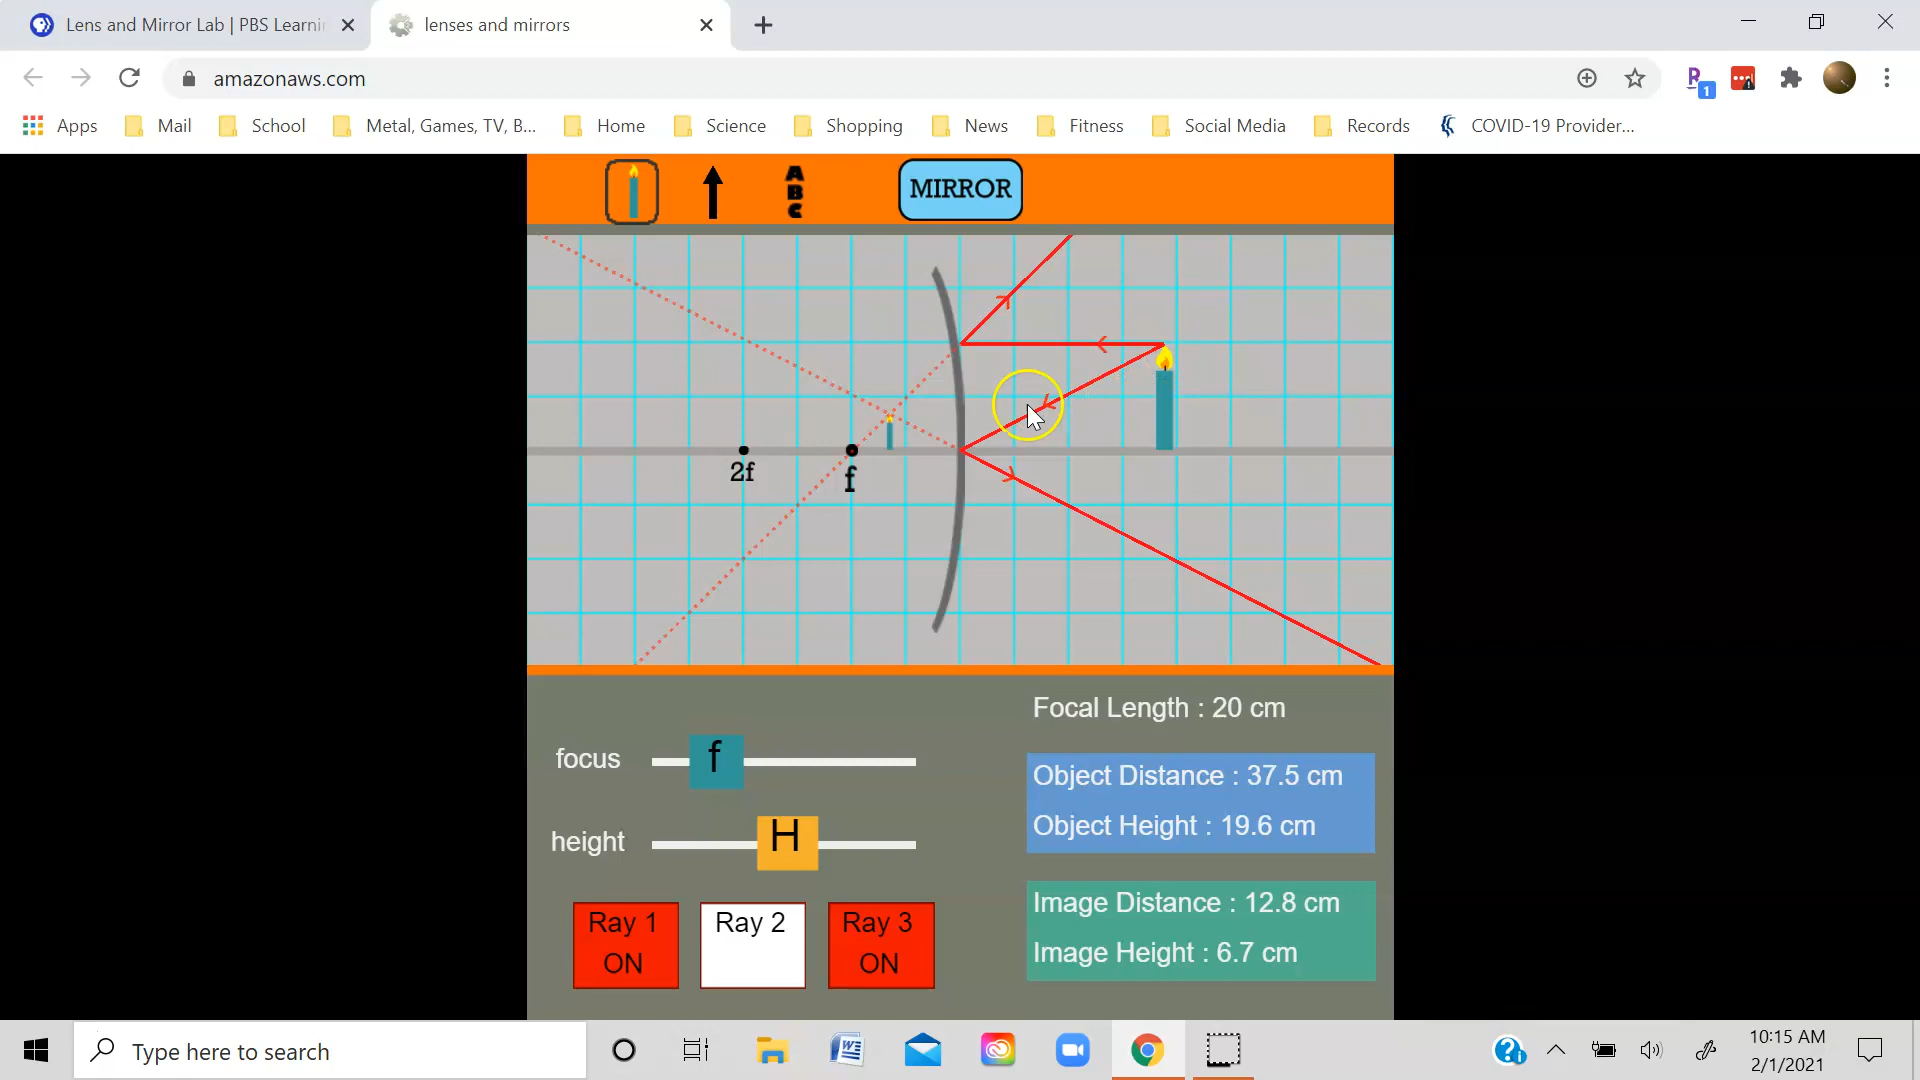 Lens and Mirror Lab | PBS Learni
lenses and mirrors
amazonaws.com
R 1
Apps Mail School Metal, Games, TV, B... Home Science Shopping News Fitness Social Media Records COVID-19 Provider...
A
B
C
MIRROR
2f f
Focal Length : 20 cm
focus f
Object Distance : 37.5 cm
Object Height : 19.6 cm
height H
Image Distance : 12.8 cm
Image Height : 6.7 cm
Ray 1
ON
Ray 2
Ray 3
ON
Type here to search
10:15 AM
2/1/2021